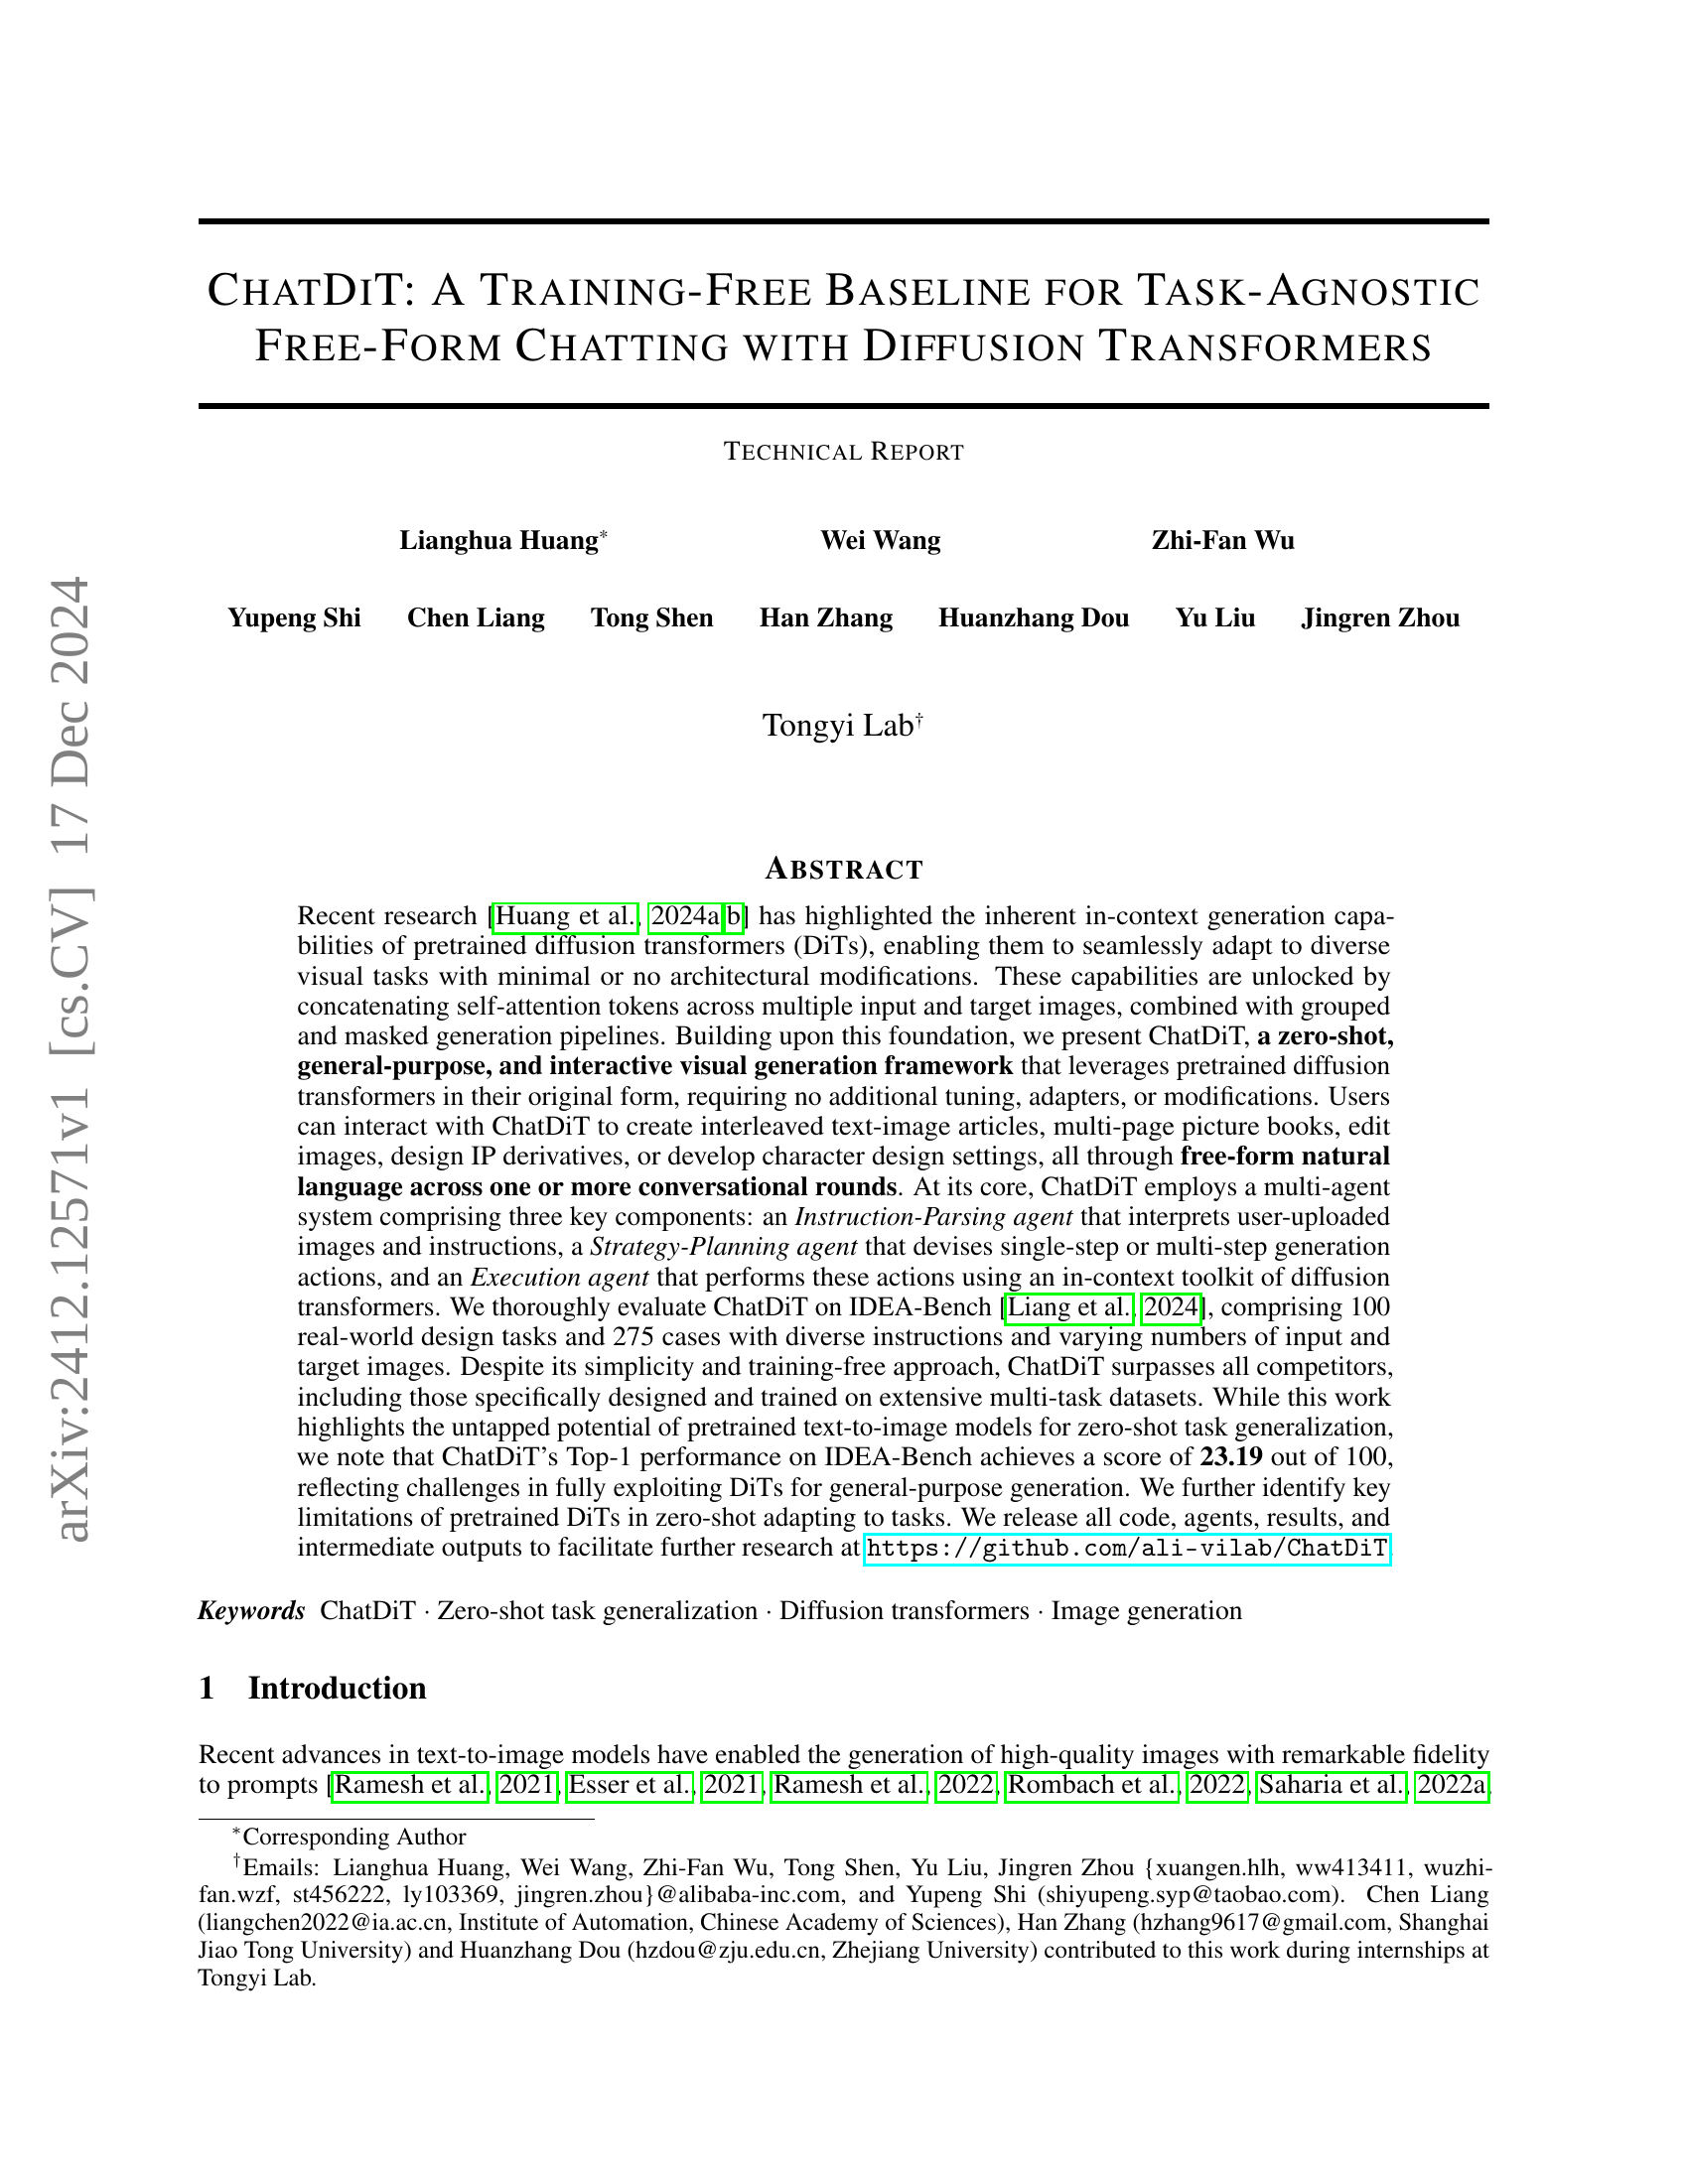 arXiv:2412.12571v1 [cs.CV] 17 Dec 2024
CHATDIT: A TRAINING-FREE BASELINE FOR TASK-AGNOSTIC
FREE-FORM CHATTING WITH DIFFUSION TRANSFORMERS
TECHNICAL REPORT
Lianghua Huang* Wei Wang Zhi-Fan Wu
Yupeng Shi Chen Liang Tong Shen Han Zhang Huanzhang Dou Yu Liu Jingren Zhou
Tongyi Lab†
ABSTRACT
Recent research [Huang et al., 2024a,b] has highlighted the inherent in-context generation capa-
bilities of pretrained diffusion transformers (DiTs), enabling them to seamlessly adapt to diverse
visual tasks with minimal or no architectural modifications. These capabilities are unlocked by
concatenating self-attention tokens across multiple input and target images, combined with grouped
and masked generation pipelines. Building upon this foundation, we present ChatDiT, a zero-shot,
general-purpose, and interactive visual generation framework that leverages pretrained diffusion
transformers in their original form, requiring no additional tuning, adapters, or modifications. Users
can interact with ChatDiT to create interleaved text-image articles, multi-page picture books, edit
images, design IP derivatives, or develop character design settings, all through free-form natural
language across one or more conversational rounds. At its core, ChatDiT employs a multi-agent
system comprising three key components: an Instruction-Parsing agent that interprets user-uploaded
images and instructions, a Strategy-Planning agent that devises single-step or multi-step generation
actions, and an Execution agent that performs these actions using an in-context toolkit of diffusion
transformers. We thoroughly evaluate ChatDiT on IDEA-Bench [Liang et al., 2024], comprising 100
real-world design tasks and 275 cases with diverse instructions and varying numbers of input and
target images. Despite its simplicity and training-free approach, ChatDiT surpasses all competitors,
including those specifically designed and trained on extensive multi-task datasets. While this work
highlights the untapped potential of pretrained text-to-image models for zero-shot task generalization,
we note that ChatDiT's Top-1 performance on IDEA-Bench achieves a score of 23.19 out of 100,
reflecting challenges in fully exploiting DiTs for general-purpose generation. We further identify key
limitations of pretrained DiTs in zero-shot adapting to tasks. We release all code, agents, results, and
intermediate outputs to facilitate further research at https://github.com/ali-vilab/ChatDiT
Keywords ChatDiT · Zero-shot task generalization · Diffusion transformers · Image generation
1 Introduction
Recent advances in text-to-image models have enabled the generation of high-quality images with remarkable fidelity
to prompts [Ramesh et al., 2021, Esser et al., 2021, Ramesh et al., 2022, Rombach et al., 2022, Saharia et al., 2022a,
*Corresponding Author
†Emails: Lianghua Huang, Wei Wang, Zhi-Fan Wu, Tong Shen, Yu Liu, Jingren Zhou {xuangen.hlh, ww413411, wuzhi-
fan.wzf, st456222, ly103369, jingren.zhou}@alibaba-inc.com, and Yupeng Shi (shiyupeng.syp@taobao.com). Chen Liang
(liangchen2022@ia.ac.cn, Institute of Automation, Chinese Academy of Sciences), Han Zhang (hzhang9617@gmail.com, Shanghai
Jiao Tong University) and Huanzhang Dou (hzdou@zju.edu.cn, Zhejiang University) contributed to this work during internships at
Tongyi Lab.